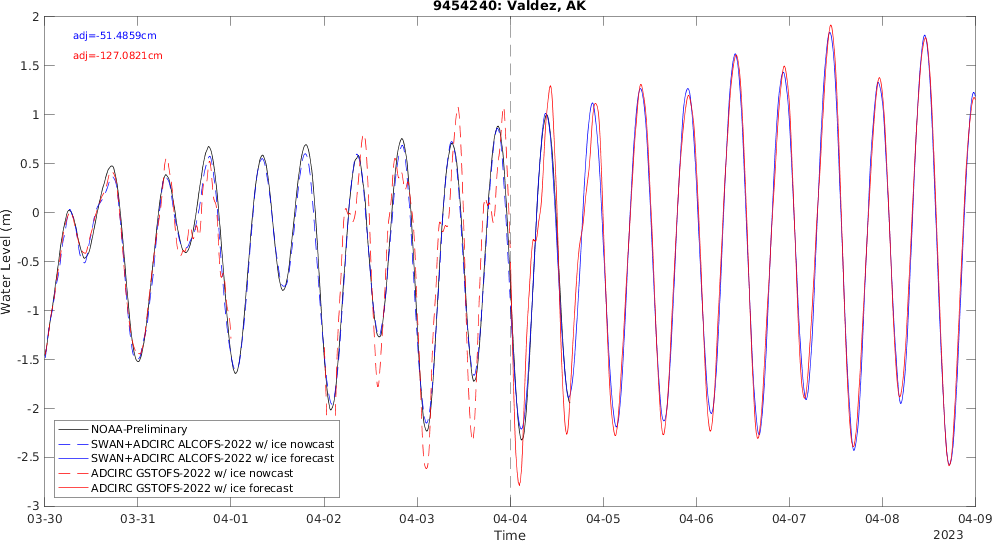 9454240: Valdez, AK
adj=-51.4859cm
adj=-127.0821cm
2
1.5
1
0.5
0
-0.5
-1
-1.5
-2
-2.5
-3
Water Level (m)
NOAA-Preliminary
SWAN+ADCIRC ALCOFS-2022 w/ ice nowcast
SWAN+ADCIRC ALCOFS-2022 w/ ice forecast
ADCIRC GSTOFS-2022 w/ ice nowcast
ADCIRC GSTOFS-2022 w/ ice forecast
03-30 03-31 04-01 04-02 04-03 04-04 04-05 04-06 04-07 04-08 04-09
Time
2023